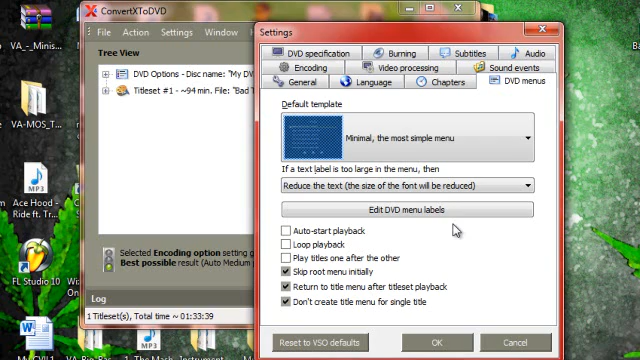 ConvertXToDVD
File Action Settings Window
Tree View
DVD Options - Disc name: "My DV
Titleset #1 - ~94 min. File: "Bad T
Selected Encoding option setting g
Best possible result (Auto Medium
Log
1 Titleset(s), Total time ~ 01:33:39
Settings
DVD specification Burning Subtitles Audio
Encoding Video processing Sound events
General Language Chapters DVD menus
Default template
Minimal, the most simple menu
If a text label is too large in the menu, then
Reduce the text (the size of the font will be reduced)
Edit DVD menu labels
Auto-start playback
Loop playback
Play titles one after the other
Skip root menu initially
Return to title menu after titleset playback
Don't create title menu for single title
Reset to VSO defaults OK Cancel
VA_-_Minis...
VA-MOS_T...
MP3
Ace Hood -
Ride ft. Tr...
FL Studio 10
MP3